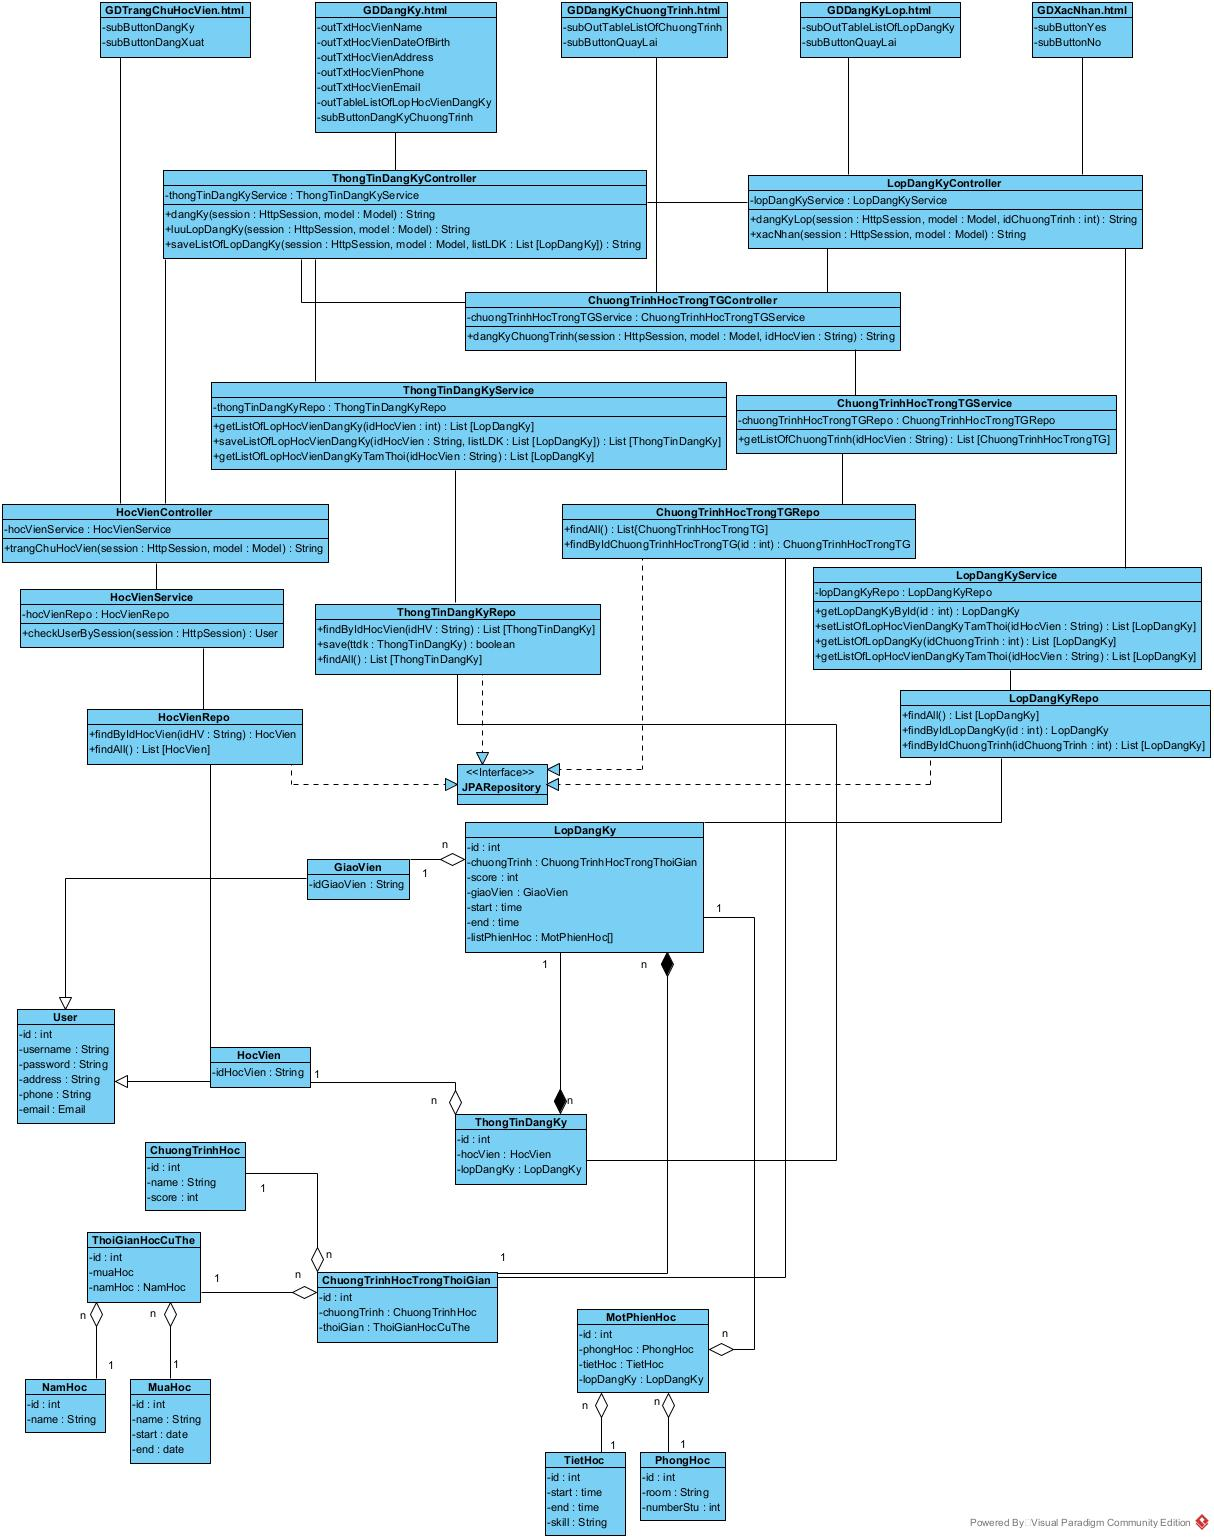 GDTrangChuHocVien.html
-subButtonDangKy
-subButtonDangXuat
GDDangKy.html
-outTxtHocVienName
-outTxtHocVienDateOfBirth
-outTxtHocVienAddress
-outTxtHocVienPhone
-outTxtHocVienEmail
-outTableListOfLopHocVienDangKy
-subButtonDangKyChuongTrinh
GDDangKyChuongTrinh.html
-subOutTableListOfChuongTrinh
-subButtonQuayLai
GDDangKyLop.html
-subOutTableListOfLopDangKy
-subButtonQuayLai
GDXacNhan.html
-subButtonYes
-subButtonNo
ThongTinDangKyController
-thongTinDangKyService : ThongTinDangKyService
+dangKy(session : HttpSession, model : Model) : String
+luuLopDangKy(session : HttpSession, model : Model) : String
+saveListOfLopDangKy(session : HttpSession, model : Model, listLDK : List [LopDangKy]) : String
LopDangKyController
-lopDangKyService : LopDangKyService
+dangKyLop(session : HttpSession, model : Model, idChuongTrinh : int) : String
+xacNhan(session : HttpSession, model : Model) : String
ChuongTrinhHocTrongTGController
-chuongTrinhHocTrongTGService : ChuongTrinhHocTrongTGService
+dangKyChuongTrinh(session : HttpSession, model : Model, idHocVien : String) : String
ThongTinDangKyService
-thongTinDangKyRepo : ThongTinDangKyRepo
+getListOfLopHocVienDangKy(idHocVien : int) : List [LopDangKy]
+saveListOfLopHocVienDangKy(idHocVien : String, listLDK : List [LopDangKy]) : List [ThongTinDangKy]
+getListOfLopHocVienDangKyTamThoi(idHocVien : String) : List [LopDangKy]
ChuongTrinhHocTrongTGService
-chuongTrinhHocTrongTGRepo : ChuongTrinhHocTrongTGRepo
+getListOfChuongTrinh(idHocVien : String) : List [ChuongTrinhHocTrongTG]
HocVienController
-hocVienService : HocVienService
+trangChuHocVien(session : HttpSession, model : Model) : String
ChuongTrinhHocTrongTGRepo
+findAll() : List{ChuongTrinhHocTrongTG]
+findByIdChuongTrinhHocTrongTG(id : int) : ChuongTrinhHocTrongTG
LopDangKyService
-lopDangKyRepo : LopDangKyRepo
+getLopDangKyById(id : int) : LopDangKy
+setListOfLopHocVienDangKyTamThoi(idHocVien : String) : List [LopDangKy]
+getListOfLopDangKy(idChuongTrinh : int) : List [LopDangKy]
+getListOfLopHocVienDangKyTamThoi(idHocVien : String) : List [LopDangKy]
HocVienService
-hocVienRepo : HocVienRepo
+checkUserBySession(session : HttpSession) : User
ThongTinDangKyRepo
+findByIdHocVien(idHV : String) : List [ThongTinDangKy]
+save(ttdk : ThongTinDangKy) : boolean
+findAll() : List [ThongTinDangKy]
LopDangKyRepo
+findAll() : List [LopDangKy]
+findByIdLopDangKy(id : int) : LopDangKy
+findByIdChuongTrinh(idChuongTrinh : int) : List [LopDangKy]
HocVienRepo
+findByIdHocVien(idHV : String) : HocVien
+findAll() : List [HocVien]
<<Interface>>
JPARepository
LopDangKy
-id : int
-chuongTrinh : ChuongTrinhHocTrongThoiGian
-score : int
-giaoVien : GiaoVien
-start : time
-end : time
-listPhienHoc : MotPhienHoc[]
n
1
GiaoVien
-idGiaoVien : String
1
1
n
User
-id : int
-username : String
-password : String
-address : String
-phone : String
-email : Email
HocVien
-idHocVien : String
1
n
n
ThongTinDangKy
-id : int
-hocVien : HocVien
-lopDangKy : LopDangKy
ChuongTrinhHoc
-id : int
-name : String
-score : int
1
n
1
ThoiGianHocCuThe
-id : int
-muaHoc
-namHoc : NamHoc
1
n
ChuongTrinhHocTrongThoiGian
-id : int
-chuongTrinh : ChuongTrinhHoc
-thoiGian : ThoiGianHocCuThe
n
n
1
1
NamHoc
-id : int
-name : String
MuaHoc
-id : int
-name : String
-start : date
-end : date
MotPhienHoc
-id : int
-phongHoc : PhongHoc
-tietHoc : TietHoc
-lopDangKy : LopDangKy
n
n
n
1
1
TietHoc
-id : int
-start : time
-end : time
-skill : String
PhongHoc
-id : int
-room : String
-numberStu : int
Powered By Visual Paradigm Community Edition